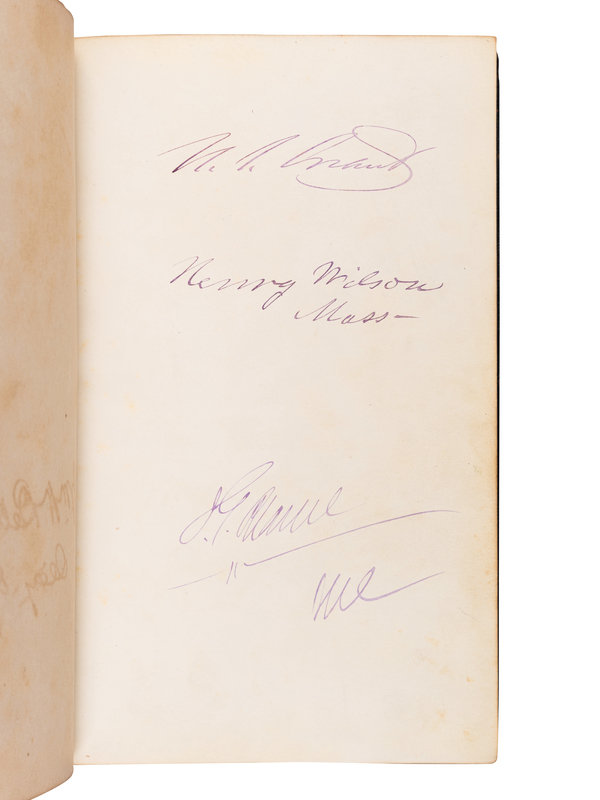 U. S. Grant
Henry Wilson
Mass—
J. G. Blaine
Me